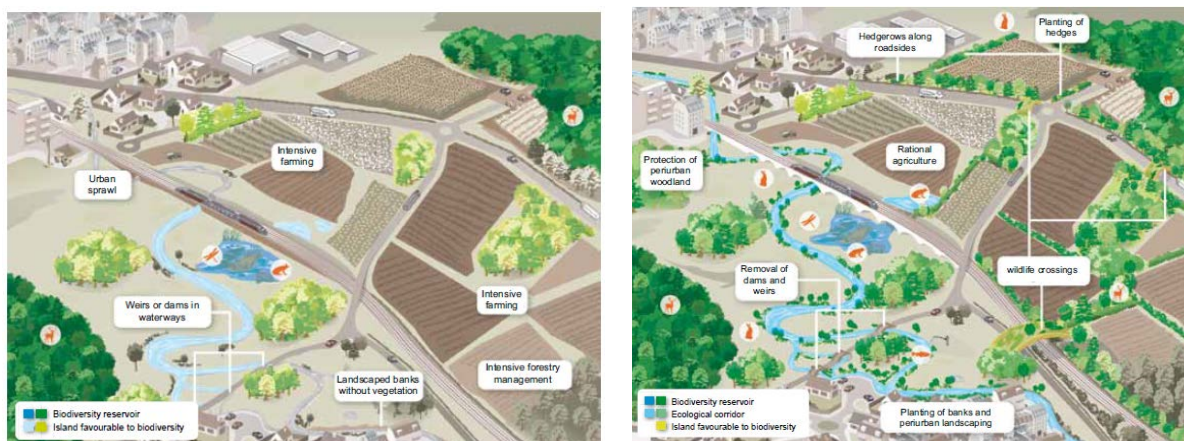 Intensive
farming
Urban
sprawl
Weirs or dams in
waterways
Intensive
farming
Intensive forestry
management
Landscaped banks
without vegetation
Biodiversity reservoir
Island favourable to biodiversity
Hedgerows along
roadsides
Planting of
hedges
Rational
agriculture
Protection of
periurban
woodland
wildlife crossings
Removal of
dams and
weirs
Planting of banks and
periurban landscaping
Biodiversity reservoir
Ecological corridor
Island favourable to biodiversity